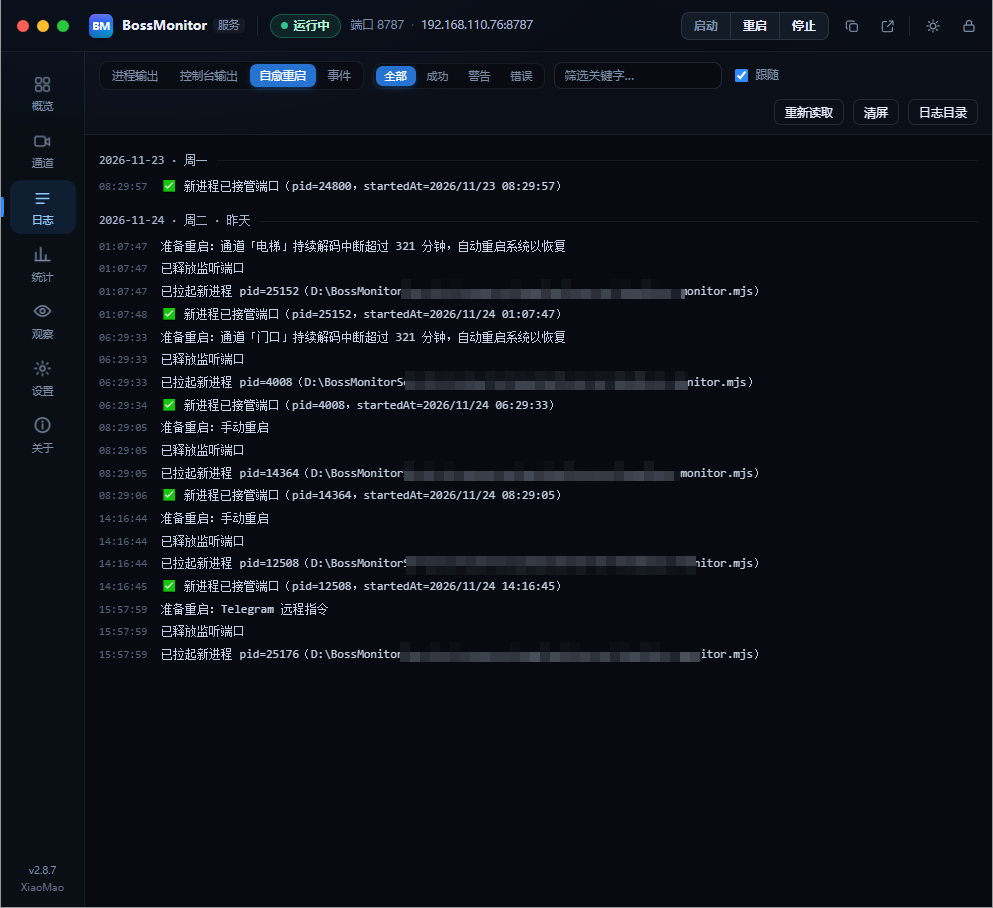 BM BossMonitor 服务 运行中 端口 8787 · 192.168.110.76:8787 启动 重启 停止
进程输出 控制台输出 自愈重启 事件 全部 成功 警告 错误 筛选关键字... 跟随
重新读取 清屏 日志目录
概览
通道
日志
统计
观察
设置
关于
2026-11-23 · 周一
08:29:57 ✅ 新进程已接管端口（pid=24800，startedAt=2026/11/23 08:29:57）
2026-11-24 · 周二 · 昨天
01:07:47 准备重启：通道「电梯」持续解码中断超过 321 分钟，自动重启系统以恢复
01:07:47 已释放监听端口
01:07:47 已拉起新进程 pid=25152（D:\BossMonitor onitor.mjs）
01:07:48 ✅ 新进程已接管端口（pid=25152，startedAt=2026/11/24 01:07:47）
06:29:33 准备重启：通道「门口」持续解码中断超过 321 分钟，自动重启系统以恢复
06:29:33 已释放监听端口
06:29:33 已拉起新进程 pid=4008（D:\BossMonitorS nitor.mjs）
06:29:34 ✅ 新进程已接管端口（pid=4008，startedAt=2026/11/24 06:29:33）
08:29:05 准备重启：手动重启
08:29:05 已释放监听端口
08:29:05 已拉起新进程 pid=14364（D:\BossMonitor monitor.mjs）
08:29:06 ✅ 新进程已接管端口（pid=14364，startedAt=2026/11/24 08:29:05）
14:16:44 准备重启：手动重启
14:16:44 已释放监听端口
14:16:44 已拉起新进程 pid=12508（D:\BossMonitorS nitor.mjs）
14:16:45 ✅ 新进程已接管端口（pid=12508，startedAt=2026/11/24 14:16:45）
15:57:59 准备重启：Telegram 远程指令
15:57:59 已释放监听端口
15:57:59 已拉起新进程 pid=25176（D:\BossMonitor itor.mjs）
v2.8.7
XiaoMao